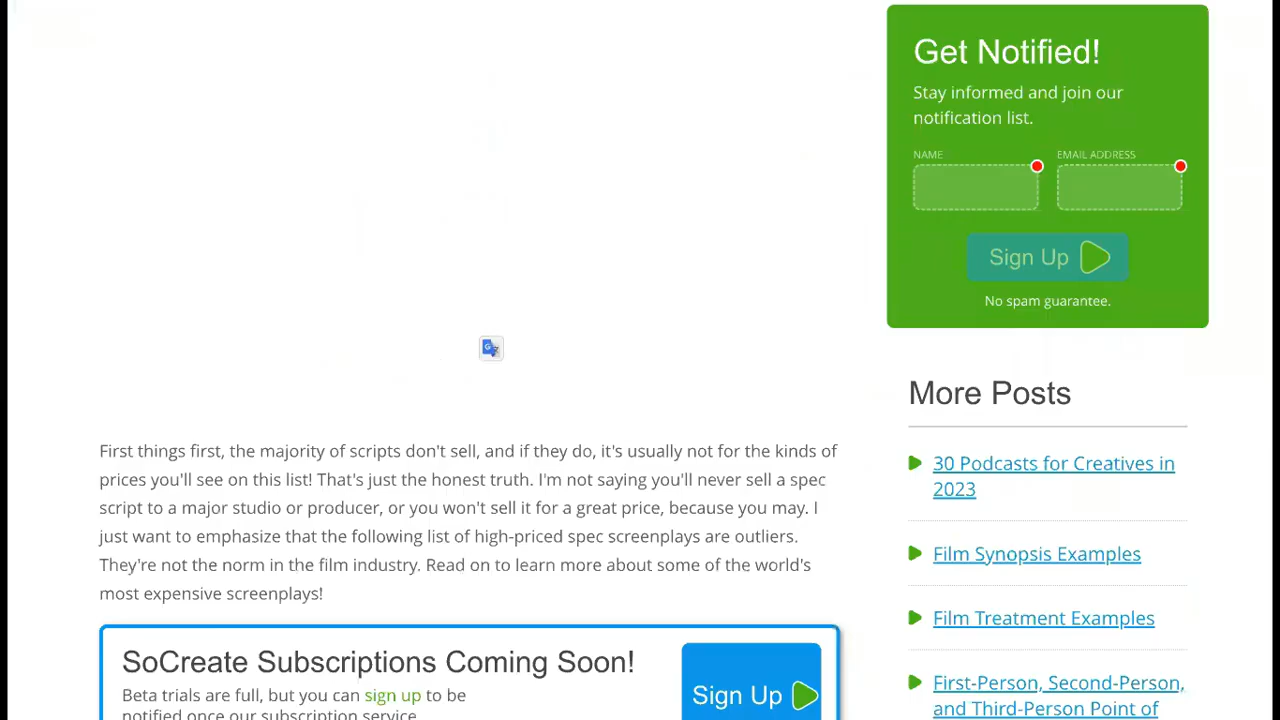 Get Notified!
Stay informed and join our
notification list.
NAME
EMAIL ADDRESS
Sign Up
No spam guarantee.
First things first, the majority of scripts don't sell, and if they do, it's usually not for the kinds of
prices you'll see on this list! That's just the honest truth. I'm not saying you'll never sell a spec
script to a major studio or producer, or you won't sell it for a great price, because you may. I
just want to emphasize that the following list of high-priced spec screenplays are outliers.
They're not the norm in the film industry. Read on to learn more about some of the world's
most expensive screenplays!
SoCreate Subscriptions Coming Soon!
Beta trials are full, but you can sign up to be
notified once our subscription service
Sign Up
More Posts
30 Podcasts for Creatives in
2023
Film Synopsis Examples
Film Treatment Examples
First-Person, Second-Person,
and Third-Person Point of